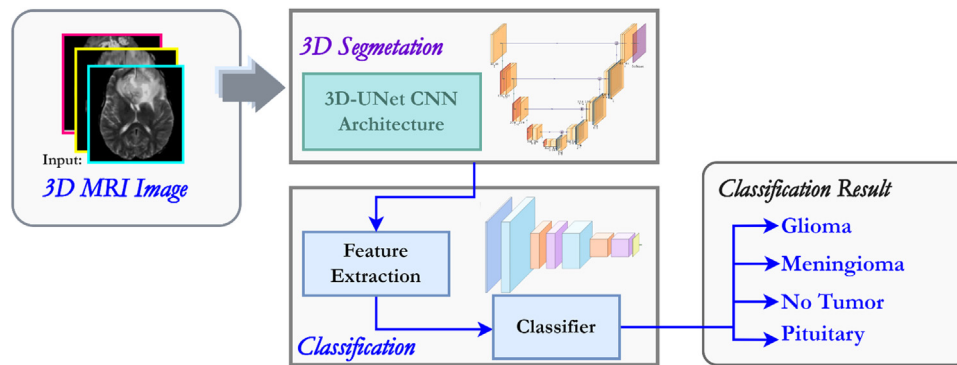 Input:
3D MRI Image
3D Segmetation
3D-UNet CNN
Architecture
Feature
Extraction
Classifier
Classification
Classification Result
Glioma
Meningioma
No Tumor
Pituitary